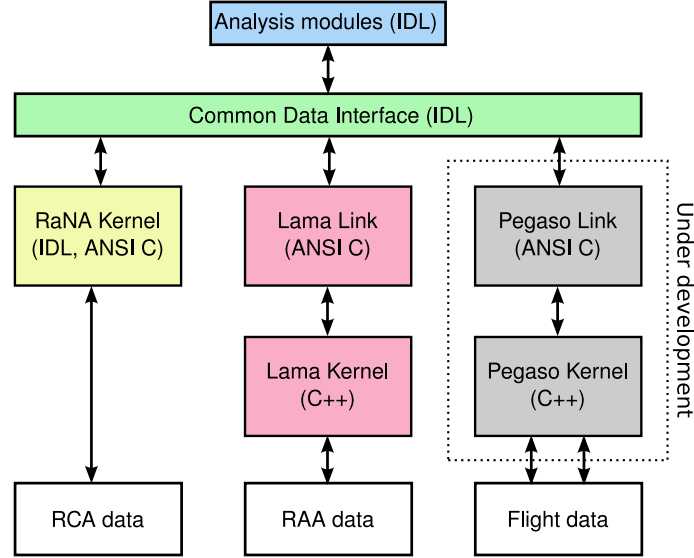 Analysis modules (IDL)
Common Data Interface (IDL)
RaNA Kernel
(IDL, ANSI C)
Lama Link
(ANSI C)
Pegaso Link
(ANSI C)
Under development
Lama Kernel
(C++)
Pegaso Kernel
(C++)
RCA data
RAA data
Flight data